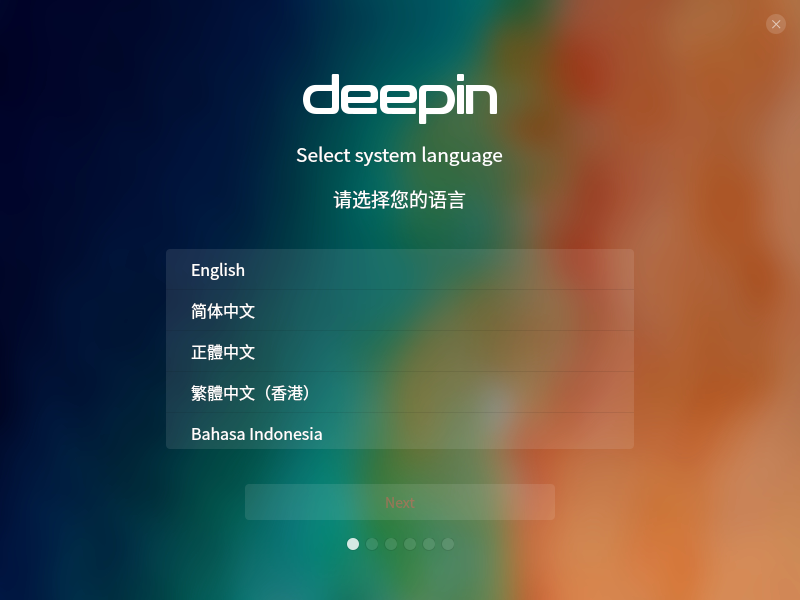 deepin
Select system language
请选择您的语言
English
简体中文
正體中文
繁體中文（香港）
Bahasa Indonesia
Next